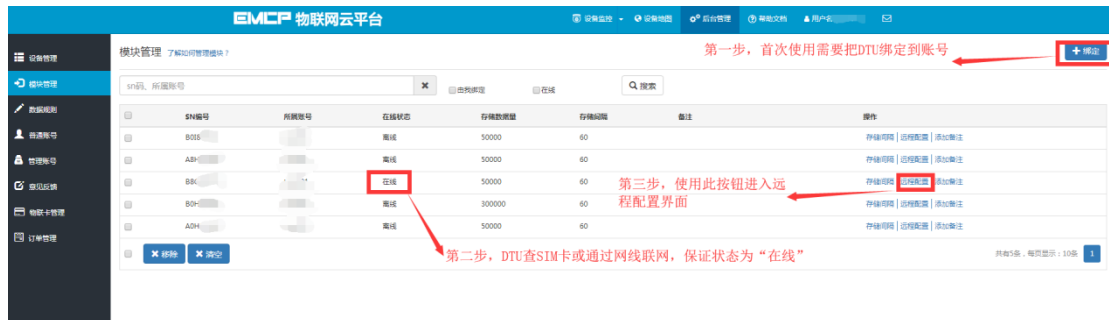 EMCP 物联网云平台
设备监控 设备地图 后台管理 帮助文档 用户名
设备管理
模块管理
数据规则
普通账号
管理账号
意见反馈
物联卡管理
订单管理
模块管理 了解如何管理模块?
第一步,首次使用需要把DTU绑定到账号
+ 绑定
sn码、所属账号 ✖ 由我绑定 在线 搜索
SN编号 所属账号 在线状态 存储数据量 存储间隔 备注 操作
离线 50000 60 存储间隔 | 远程配置 | 添加备注
离线 50000 60 存储间隔 | 远程配置 | 添加备注
在线 50000 60 存储间隔 | 远程配置 | 添加备注
离线 300000 60 存储间隔 | 远程配置 | 添加备注
A0H 离线 50000 60 存储间隔 | 远程配置 | 添加备注
第三步,使用此按钮进入远
程配置界面
第二步,DTU查SIM卡或通过网线联网,保证状态为“在线”
✖ 移除 ✖ 清空
共有5条,每页显示:10条 1